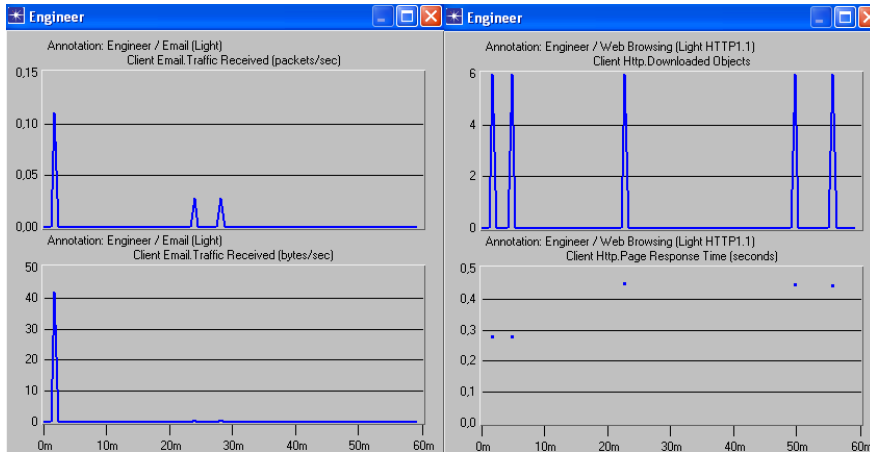 Engineer
Annotation: Engineer / Email (Light)
Client Email.Traffic Received (packets/sec)
0,15
0,10
0,05
0,00
Annotation: Engineer / Email (Light)
Client Email.Traffic Received (bytes/sec)
50
40
30
20
10
0
0m 10m 20m 30m 40m 50m 60m
Engineer
Annotation: Engineer / Web Browsing (Light HTTP1.1)
Client Http.Downloaded Objects
6
4
2
0
Annotation: Engineer / Web Browsing (Light HTTP1.1)
Client Http.Page Response Time (seconds)
0,5
0,4
0,3
0,2
0,1
0,0
0m 10m 20m 30m 40m 50m 60m